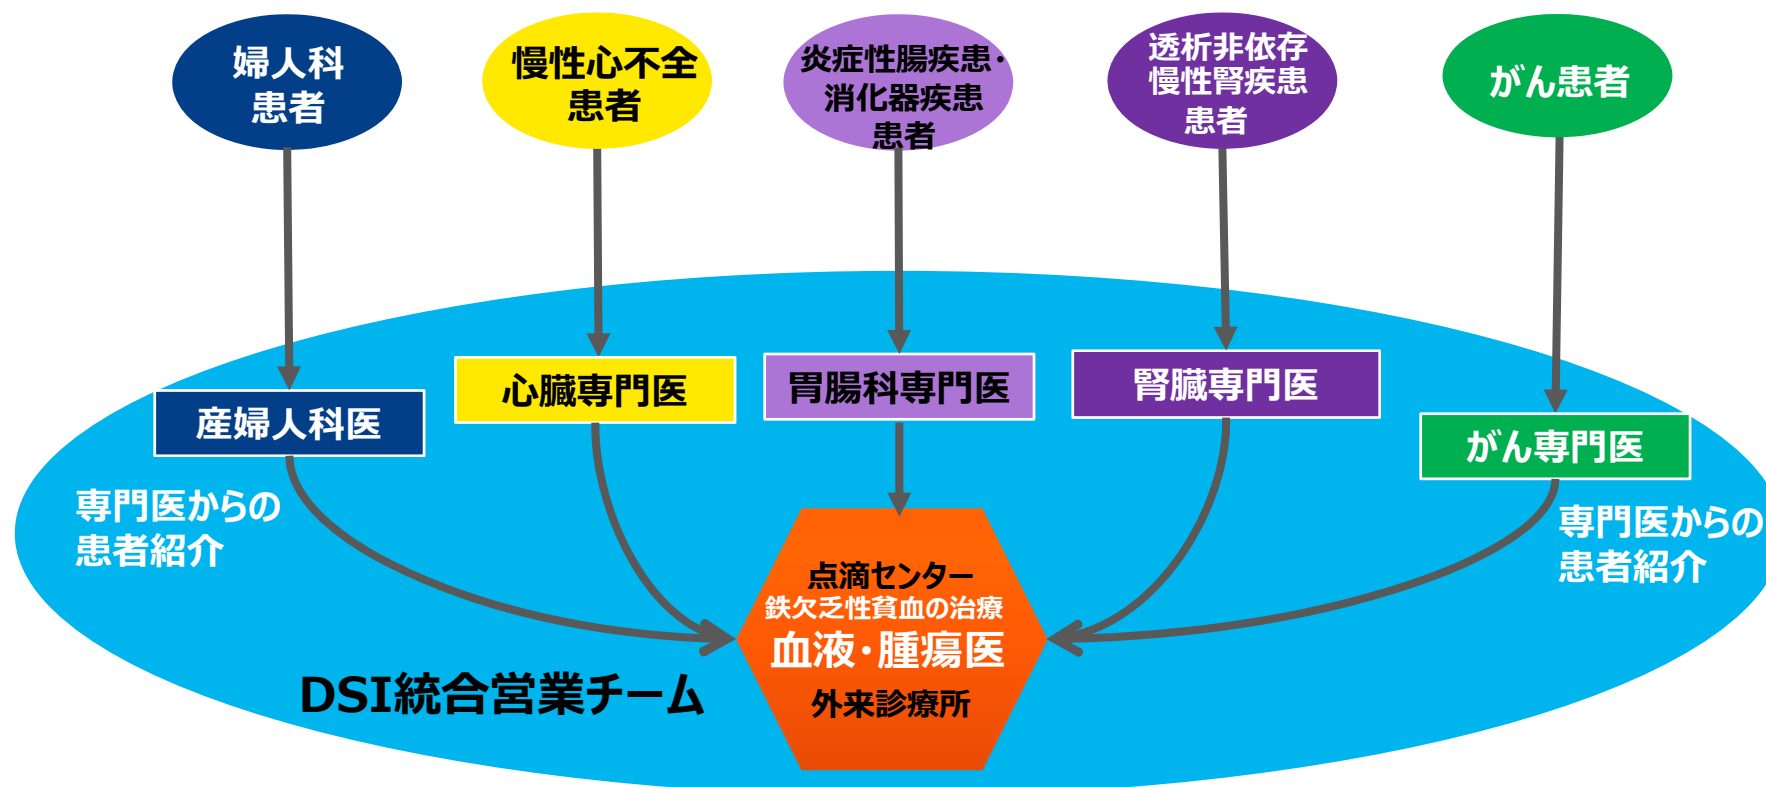 婦人科
患者
慢性心不全
患者
炎症性腸疾患・
消化器疾患
患者
透析非依存
慢性腎疾患
患者
がん患者
産婦人科医
心臓専門医
胃腸科専門医
腎臓専門医
がん専門医
専門医からの
患者紹介
専門医からの
患者紹介
点滴センター
鉄欠乏性貧血の治療
血液・腫瘍医
外来診療所
DSI統合営業チーム